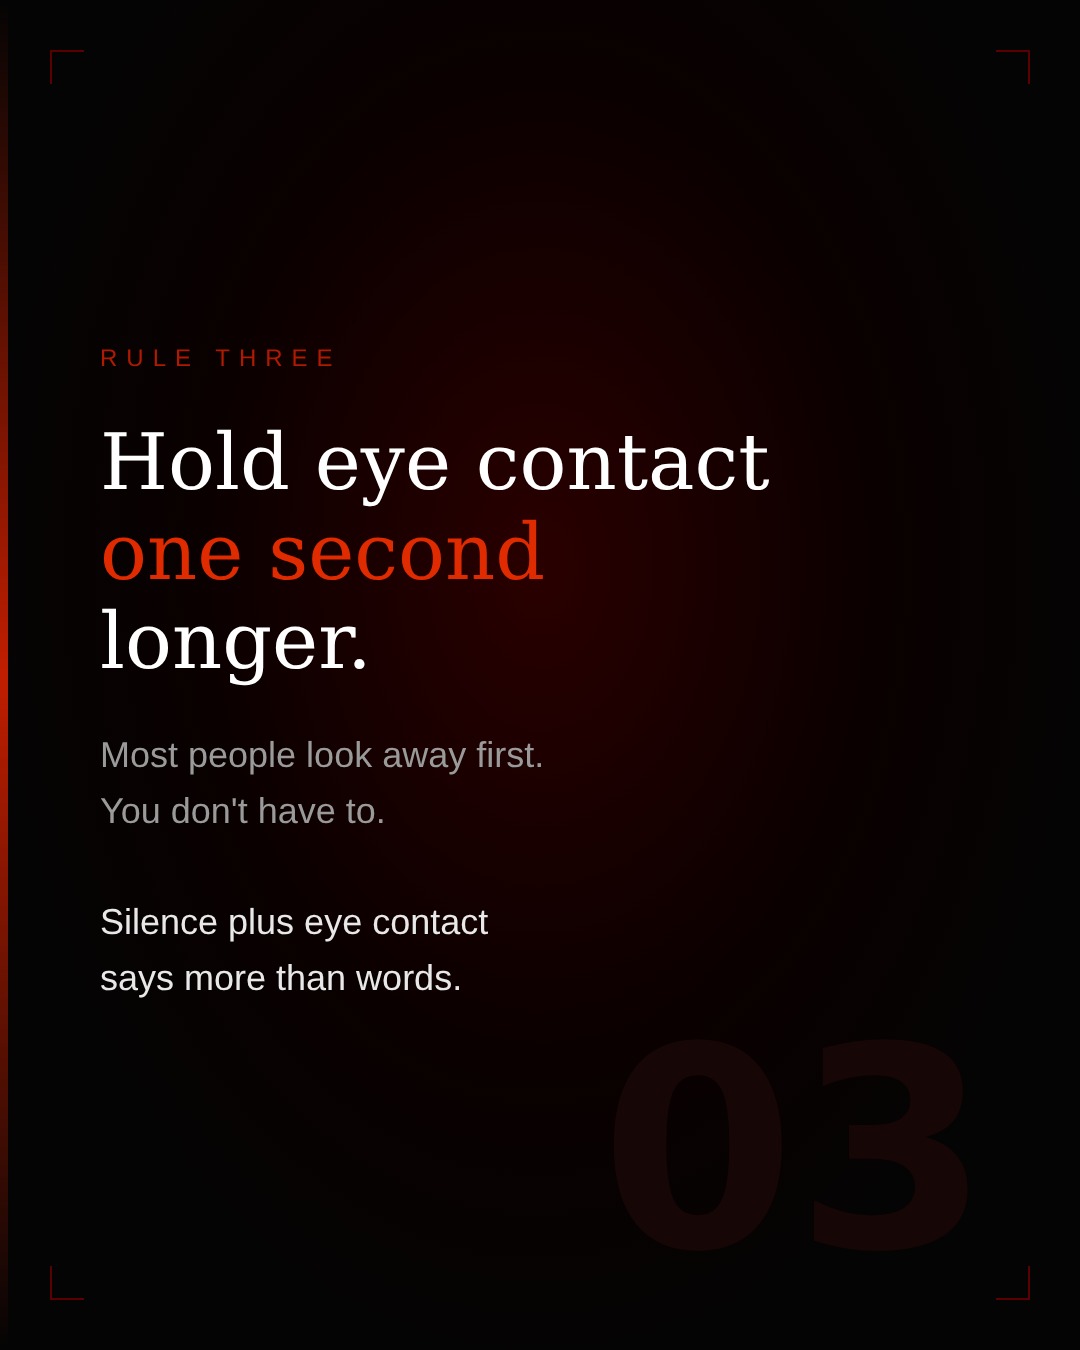 RULE THREE
Hold eye contact
one second
longer.
Most people look away first.
You don't have to.
Silence plus eye contact
says more than words.
03